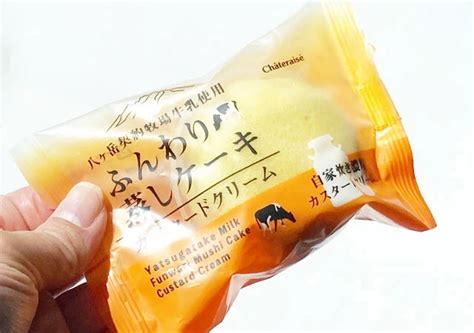 Châteraisé
八ヶ岳契約牧場牛乳使用
ふんわり
蒸しケーキ
カスタードクリーム
自家炊き
カスター
Yatsugatake Milk
Funwari Mushi Cake
Custard Cream